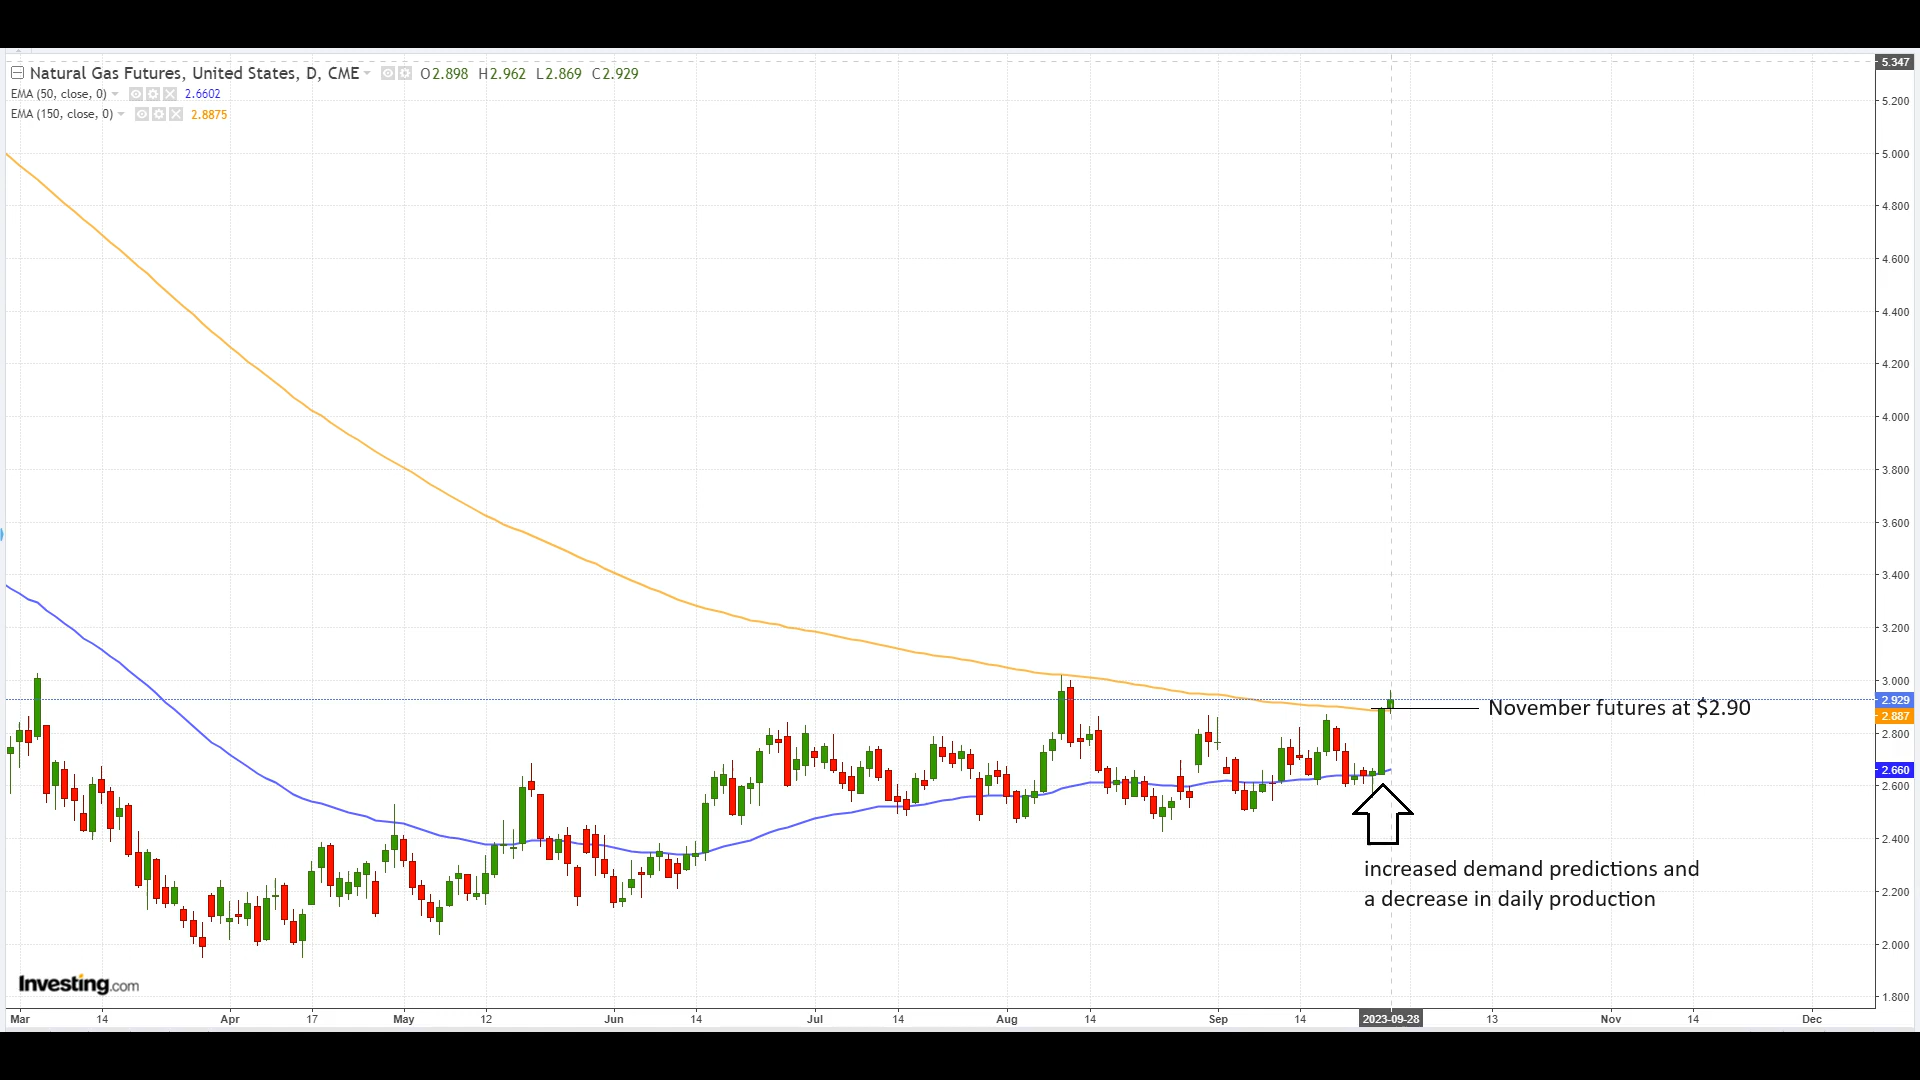 Natural Gas Futures, United States, D, CME O2.898 H2.962 L2.869 C2.929
EMA (50, close, 0) 2.6602
EMA (150, close, 0) 2.8875
5.347
5.200
5.000
4.800
4.600
4.400
4.200
4.000
3.800
3.600
3.400
3.200
3.000
2.929
2.887
2.800
2.660
2.600
2.400
2.200
2.000
1.800
November futures at $2.90
increased demand predictions and
a decrease in daily production
Investing.com
Mar 14 Apr 17 May 12 Jun 14 Jul 14 Aug 14 Sep 14 2023-09-28 13 Nov 14 Dec